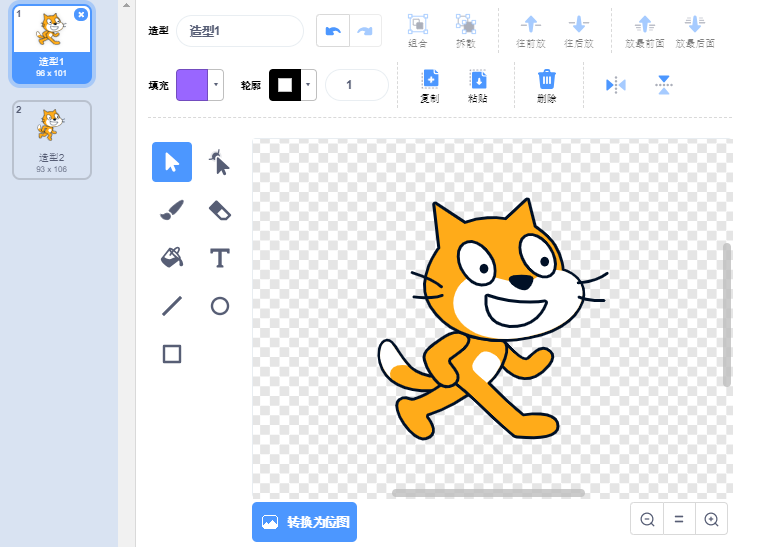 1
造型1
96 x 101
2
造型2
93 x 106
造型 造型1
组合 拆散 往前放 往后放 放最前面 放最后面
填充 轮廓 1
复制 粘贴 删除
T
转换为位图